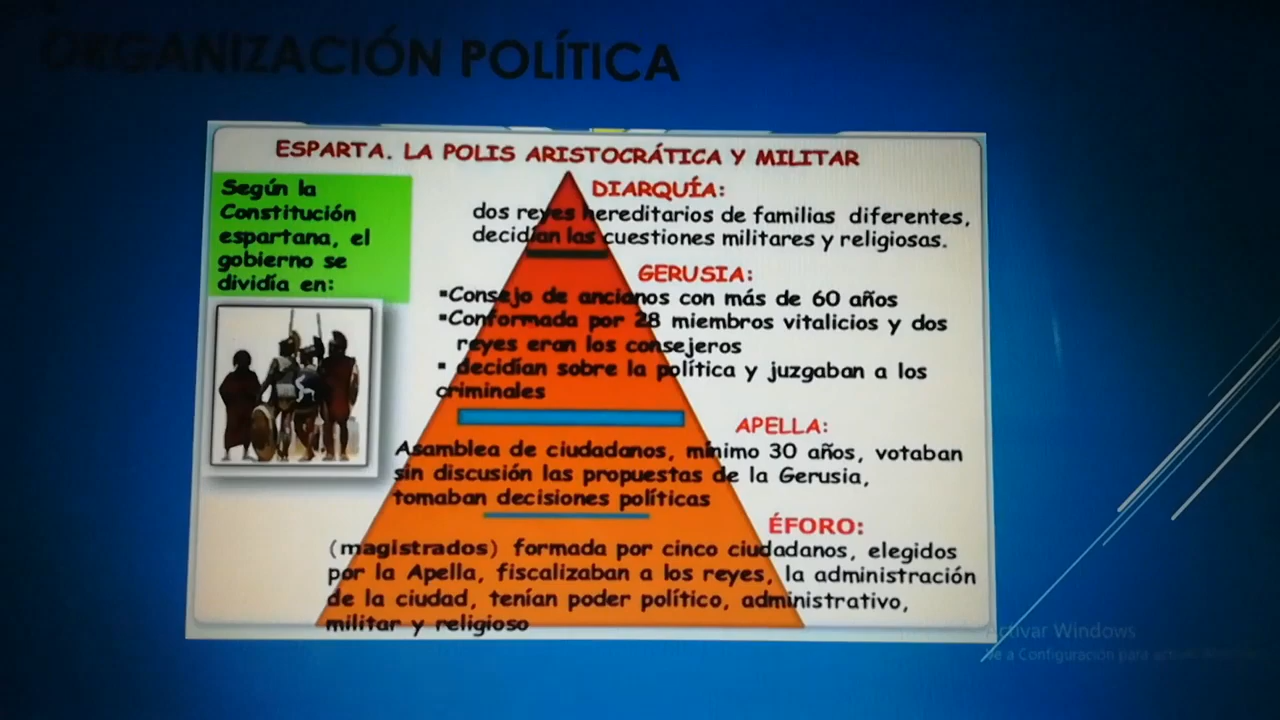 ORGANIZACIÓN POLÍTICA
ESPARTA. LA POLIS ARISTOCRÁTICA Y MILITAR
Según la
Constitución
espartana, el
gobierno se
dividía en:
DIARQUÍA:
dos reyes hereditarios de familias diferentes,
decidían las cuestiones militares y religiosas.
GERUSIA:
▪Consejo de ancianos con más de 60 años
▪Conformada por 28 miembros vitalicios y dos
reyes eran los consejeros
▪ decidían sobre la política y juzgaban a los
criminales
APELLA:
Asamblea de ciudadanos, mínimo 30 años, votaban
sin discusión las propuestas de la Gerusia,
tomaban decisiones políticas
ÉFORO:
(magistrados) formada por cinco ciudadanos, elegidos
por la Apella, fiscalizaban a los reyes, la administración
de la ciudad, tenían poder político, administrativo,
militar y religioso
Activar Windows
Ve a Configuración para activar